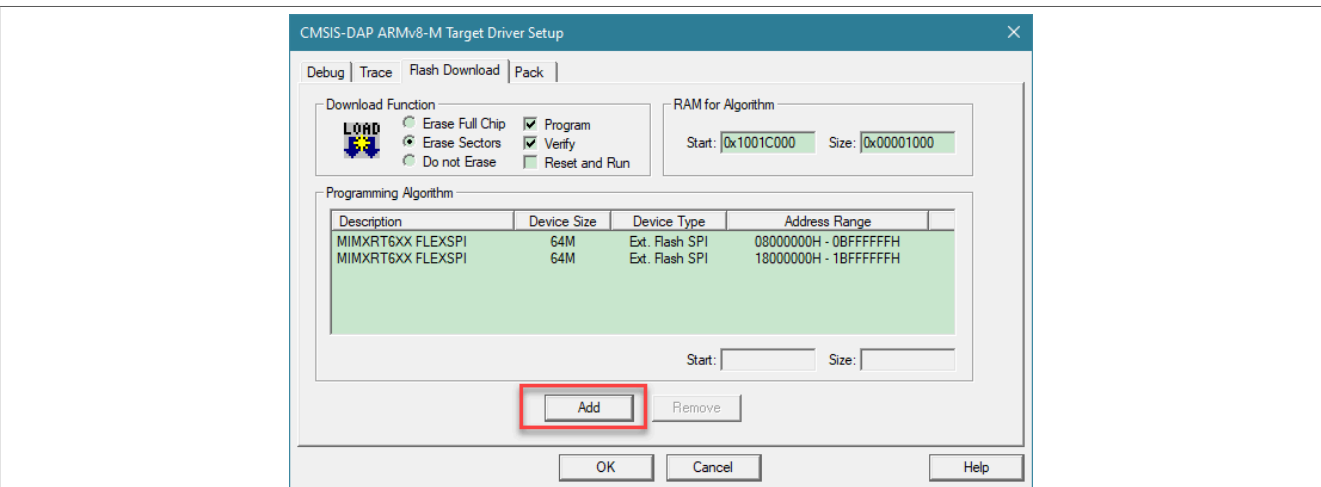 CMSIS-DAP ARMv8-M Target Driver Setup
Debug Trace Flash Download Pack
Download Function
LOAD
Erase Full Chip Program
Erase Sectors Verify
Do not Erase Reset and Run
RAM for Algorithm
Start: 0x1001C000 Size: 0x00001000
Programming Algorithm
Description Device Size Device Type Address Range
MIMXRT6XX FLEXSPI 64M Ext. Flash SPI 08000000H - 0BFFFFFFH
MIMXRT6XX FLEXSPI 64M Ext. Flash SPI 18000000H - 1BFFFFFFH
Start: Size:
Add Remove
OK Cancel Help